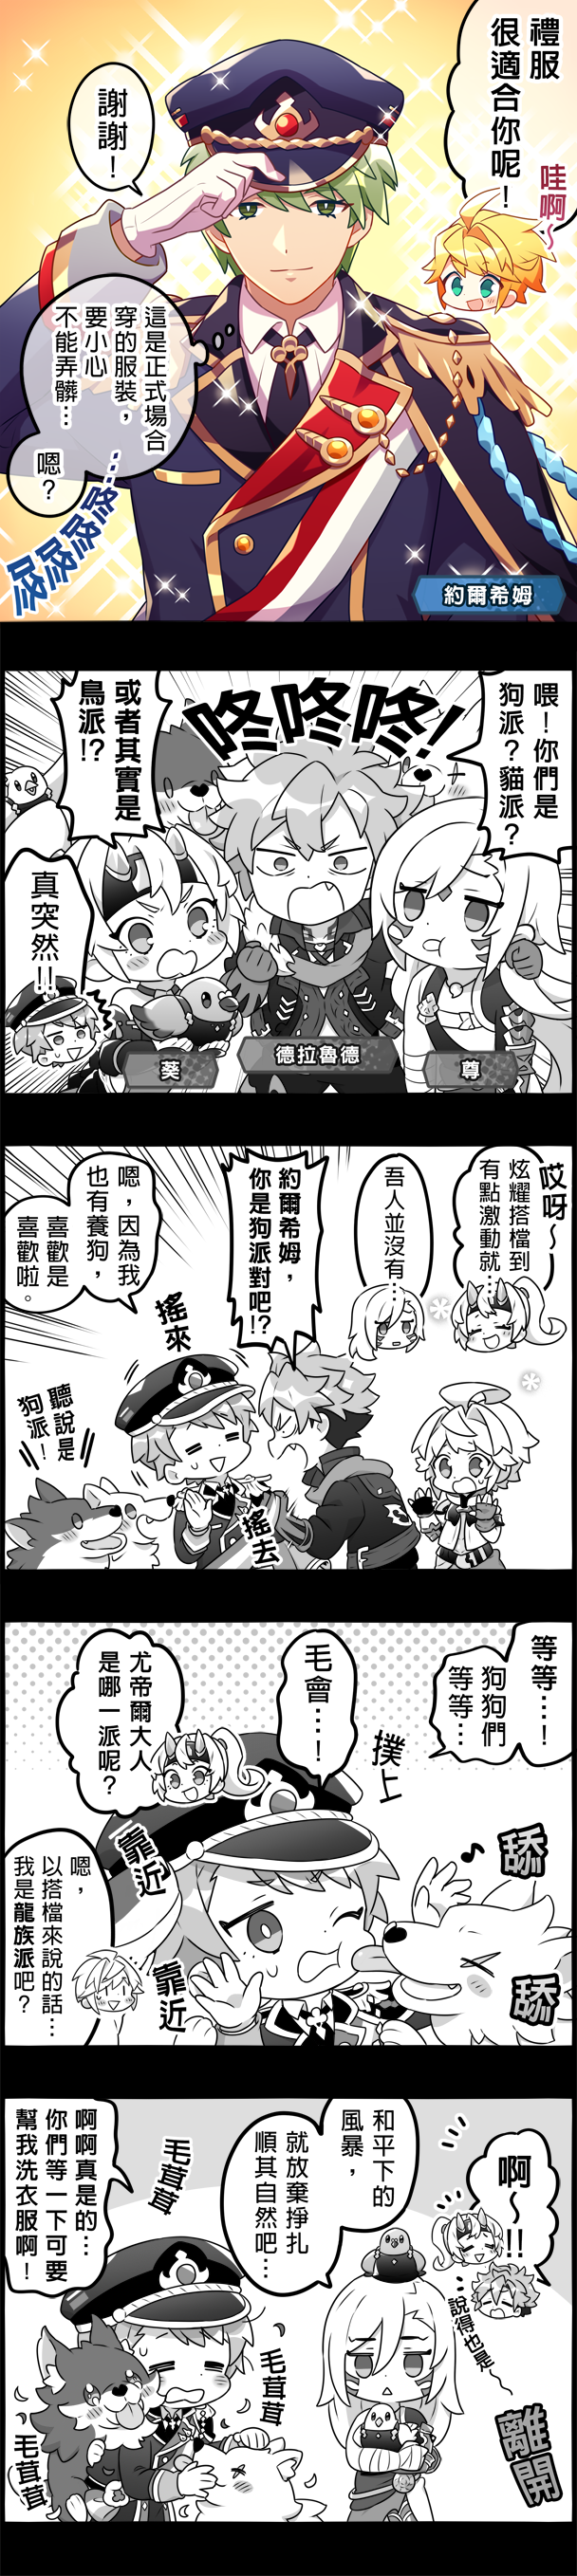 禮服
很適合你呢！
哇啊～
謝謝！
這是正式場合
穿的服裝，
要小心
不能弄髒…
嗯？
…咚咚咚咚
約爾希姆
喂！你們是
狗派？貓派？
咚咚咚！
或者其實是
鳥派!?
真突然!!
葵
德拉魯德
尊
哎呀～
炫耀搭檔到
有點激動就…
吾人並沒有…
約爾希姆，
你是狗派對吧!?
嗯，因為我
也有養狗，
喜歡是
喜歡啦。
搖來
搖去
聽說是
狗派！
等等…！
狗狗們
等等…
撲上
毛會…！
尤帝爾大人
是哪一派呢？
舔
舔
靠近
靠近
嗯，
以搭檔來說的話…
我是龍族派吧？
啊～!!
…說得也是～
離開
和平下的
風暴，
就放棄掙扎
順其自然吧…
毛茸茸
毛茸茸
毛茸茸
啊啊真是的…
你們等一下可要
幫我洗衣服啊！